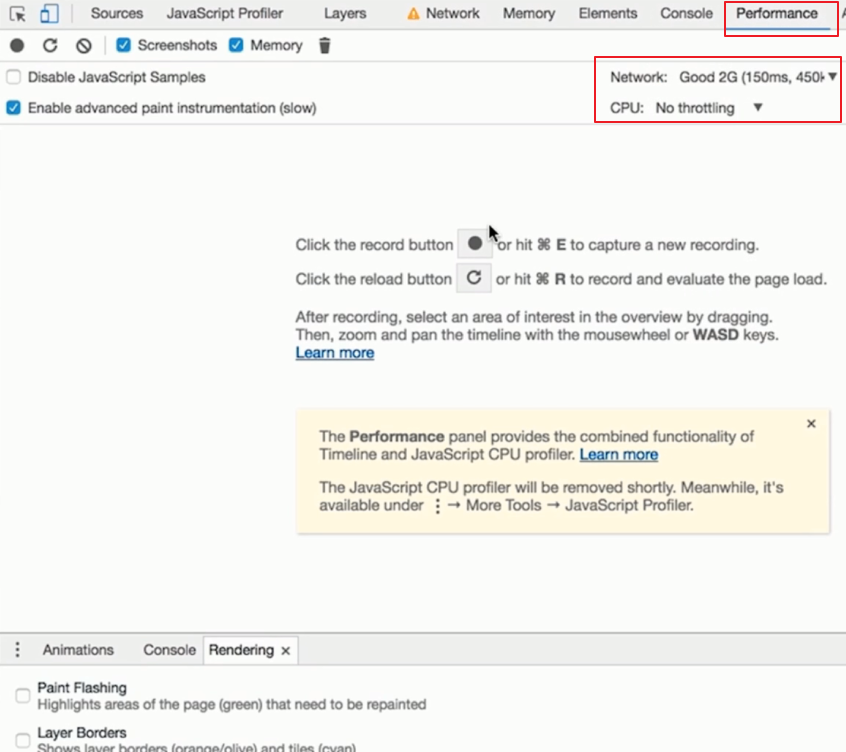 Sources JavaScript Profiler Layers Network Memory Elements Console Performance
Screenshots Memory
Disable JavaScript Samples Network: Good 2G (150ms, 450k
Enable advanced paint instrumentation (slow) CPU: No throttling
Click the record button or hit ⌘ E to capture a new recording.
Click the reload button or hit ⌘ R to record and evaluate the page load.
After recording, select an area of interest in the overview by dragging.
Then, zoom and pan the timeline with the mousewheel or WASD keys.
Learn more
The Performance panel provides the combined functionality of
Timeline and JavaScript CPU profiler. Learn more
The JavaScript CPU profiler will be removed shortly. Meanwhile, it's
available under ⋮ → More Tools → JavaScript Profiler.
Animations Console Rendering
Paint Flashing
Highlights areas of the page (green) that need to be repainted
Layer Borders
Shows layer borders (orange/olive) and tiles (cyan)